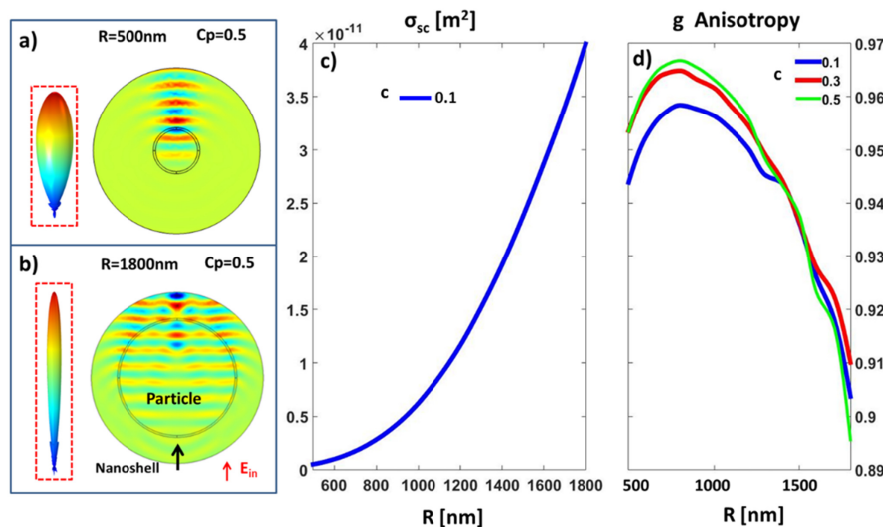 a) R=500nm Cp=0.5
b) R=1800nm Cp=0.5
Particle
Nanoshell
E_in
σ_sc [m²]
× 10⁻¹¹
c)
c 0.1
4
3.5
3
2.5
2
1.5
1
0.5
0
600 800 1000 1200 1400 1600 1800
R [nm]
g Anisotropy
d)
c
0.1
0.3
0.5
0.97
0.96
0.95
0.94
0.93
0.92
0.91
0.9
0.89
500 1000 1500
R [nm]